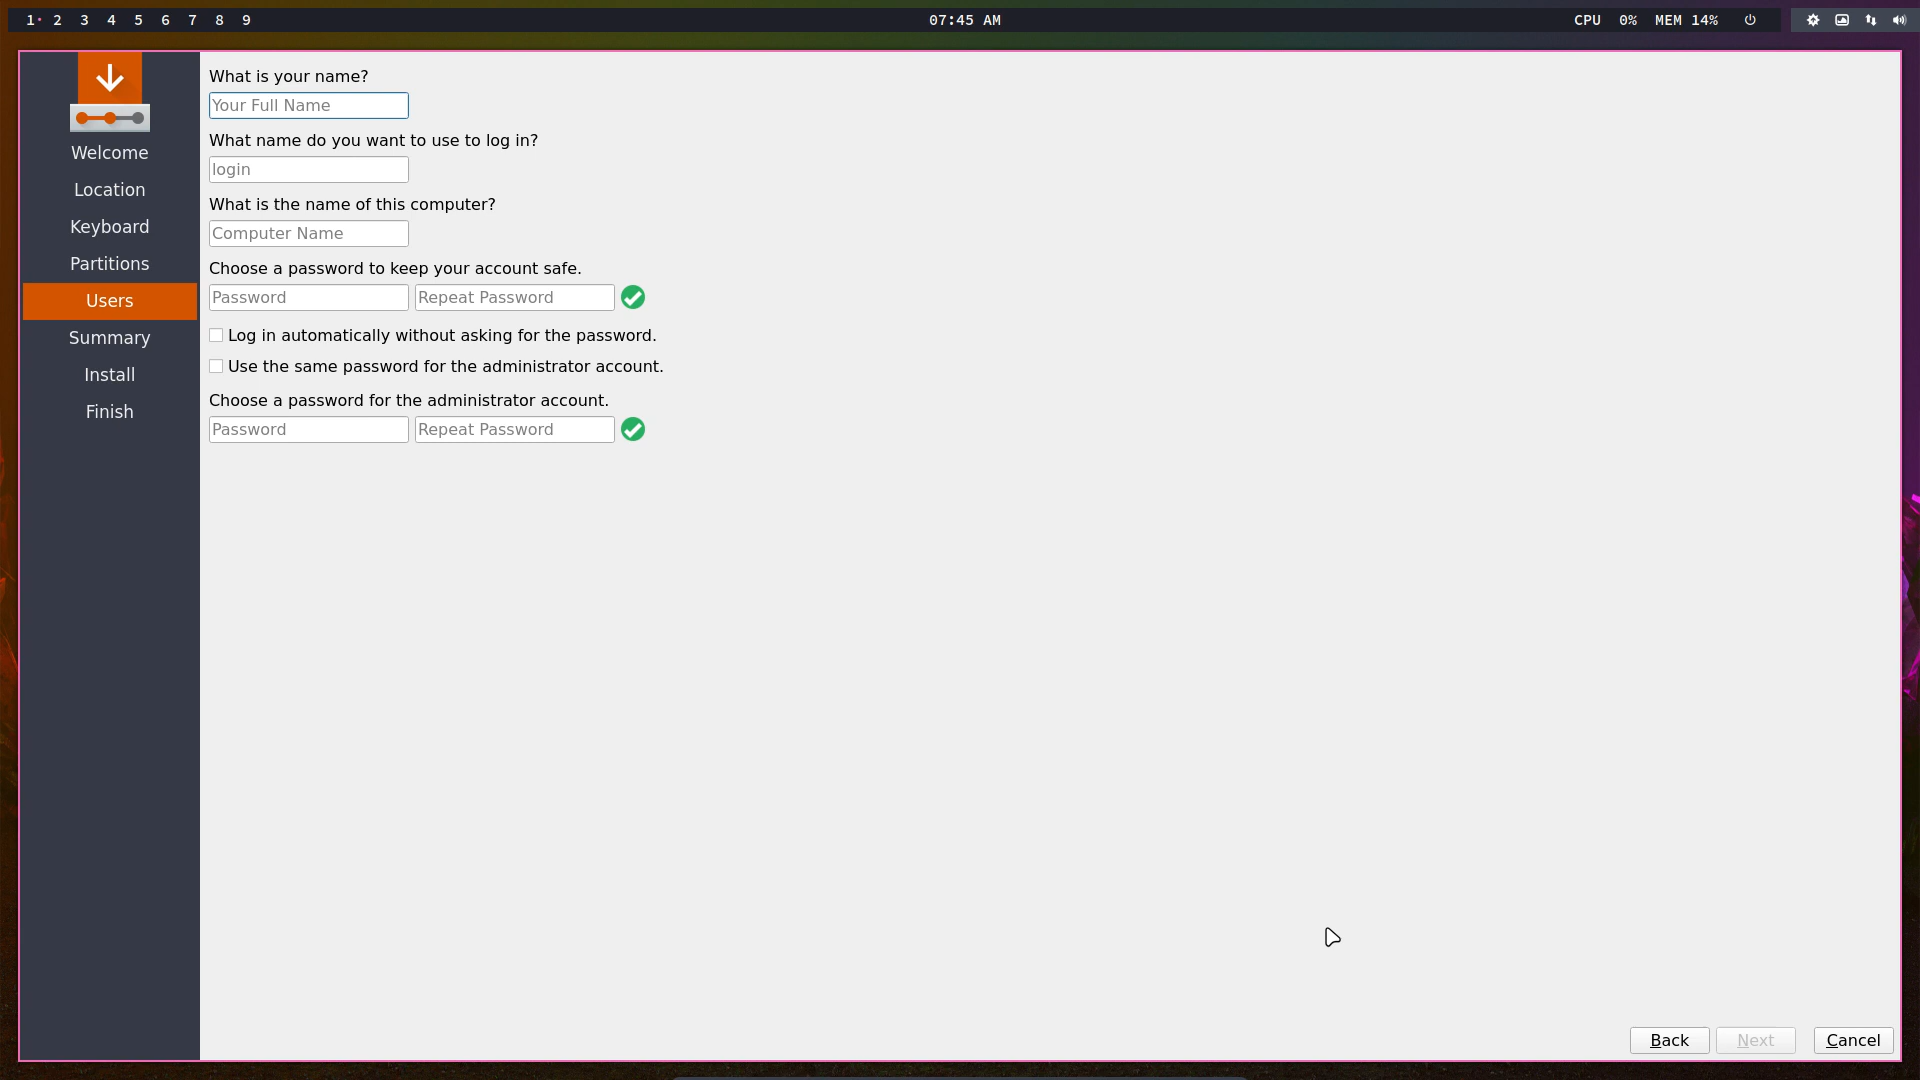 1 2 3 4 5 6 7 8 9 07:45 AM CPU 0% MEM 14%
What is your name?
Your Full Name
What name do you want to use to log in?
login
What is the name of this computer?
Computer Name
Choose a password to keep your account safe.
Password Repeat Password
Log in automatically without asking for the password.
Use the same password for the administrator account.
Choose a password for the administrator account.
Password Repeat Password
Welcome
Location
Keyboard
Partitions
Users
Summary
Install
Finish
Back Next Cancel